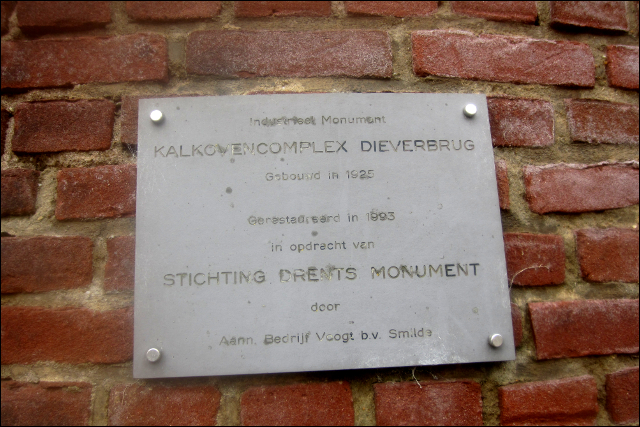 Industrieel Monument
KALKOVENCOMPLEX DIEVERBRUG
Gebouwd in 1925
Gerestaureerd in 1993
in opdracht van
STICHTING DRENTS MONUMENT
door
Aann. Bedrijf Voogt b.v. Smilde